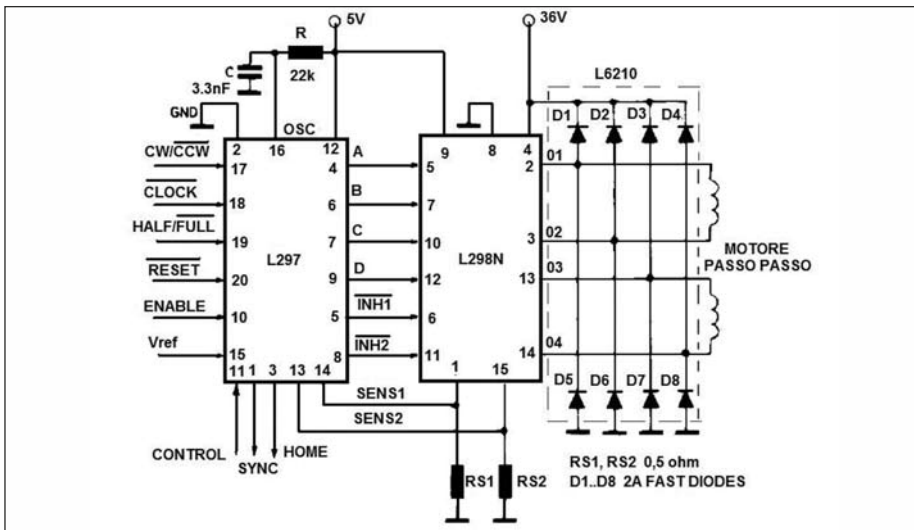 5V
36V
R
22k
C
3.3nF
GND
OSC
L6210
D1 D2 D3 D4
2 16 12
9 8 4
CW/CCW 17
CLOCK 18
HALF/FULL 19
RESET 20
ENABLE 10
Vref 15
L297
4 A 5
6 B 7
7 C 10
9 D 12
5 INH1 6
8 INH2 11
L298N
2 01
3 02
13 03
14 04
MOTORE
PASSO PASSO
11 1 3 13 14
1 15
D5 D6 D7 D8
SENS1
SENS2
CONTROL
SYNC
HOME
RS1
RS2
RS1, RS2 0,5 ohm
D1..D8 2A FAST DIODES